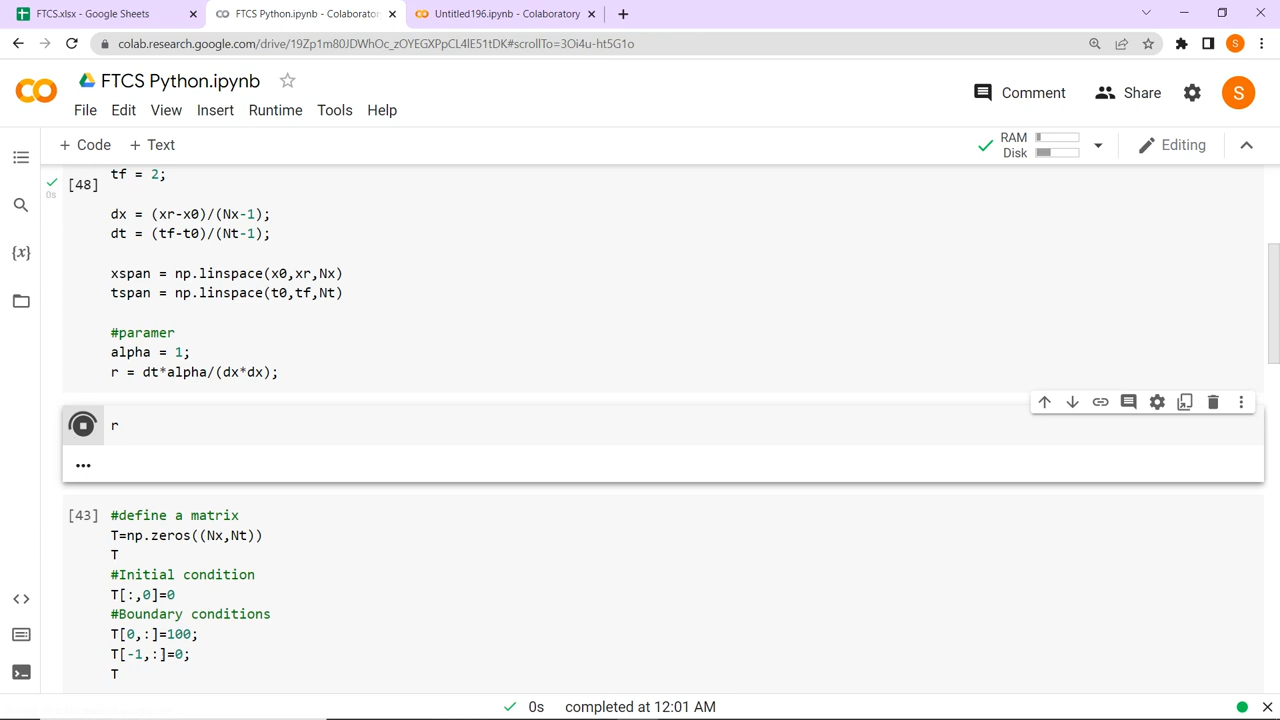 FTCS.xlsx - Google Sheets
FTCS Python.ipynb - Colaborator
Untitled196.ipynb - Colaboratory
colab.research.google.com/drive/19Zp1m80JDWhOc_zOYEGXPpCL4lE51tDK#scrollTo=3Oi4u-ht5G1o
FTCS Python.ipynb
Comment
Share
S
File Edit View Insert Runtime Tools Help
+ Code + Text
RAM
Disk
Editing
[48]
0s
tf = 2;
dx = (xr-x0)/(Nx-1);
dt = (tf-t0)/(Nt-1);
xspan = np.linspace(x0,xr,Nx)
tspan = np.linspace(t0,tf,Nt)
#paramer
alpha = 1;
r = dt*alpha/(dx*dx);
r
[43]
#define a matrix
T=np.zeros((Nx,Nt))
T
#Initial condition
T[:,0]=0
#Boundary conditions
T[0,:]=100;
T[-1,:]=0;
T
0s completed at 12:01 AM